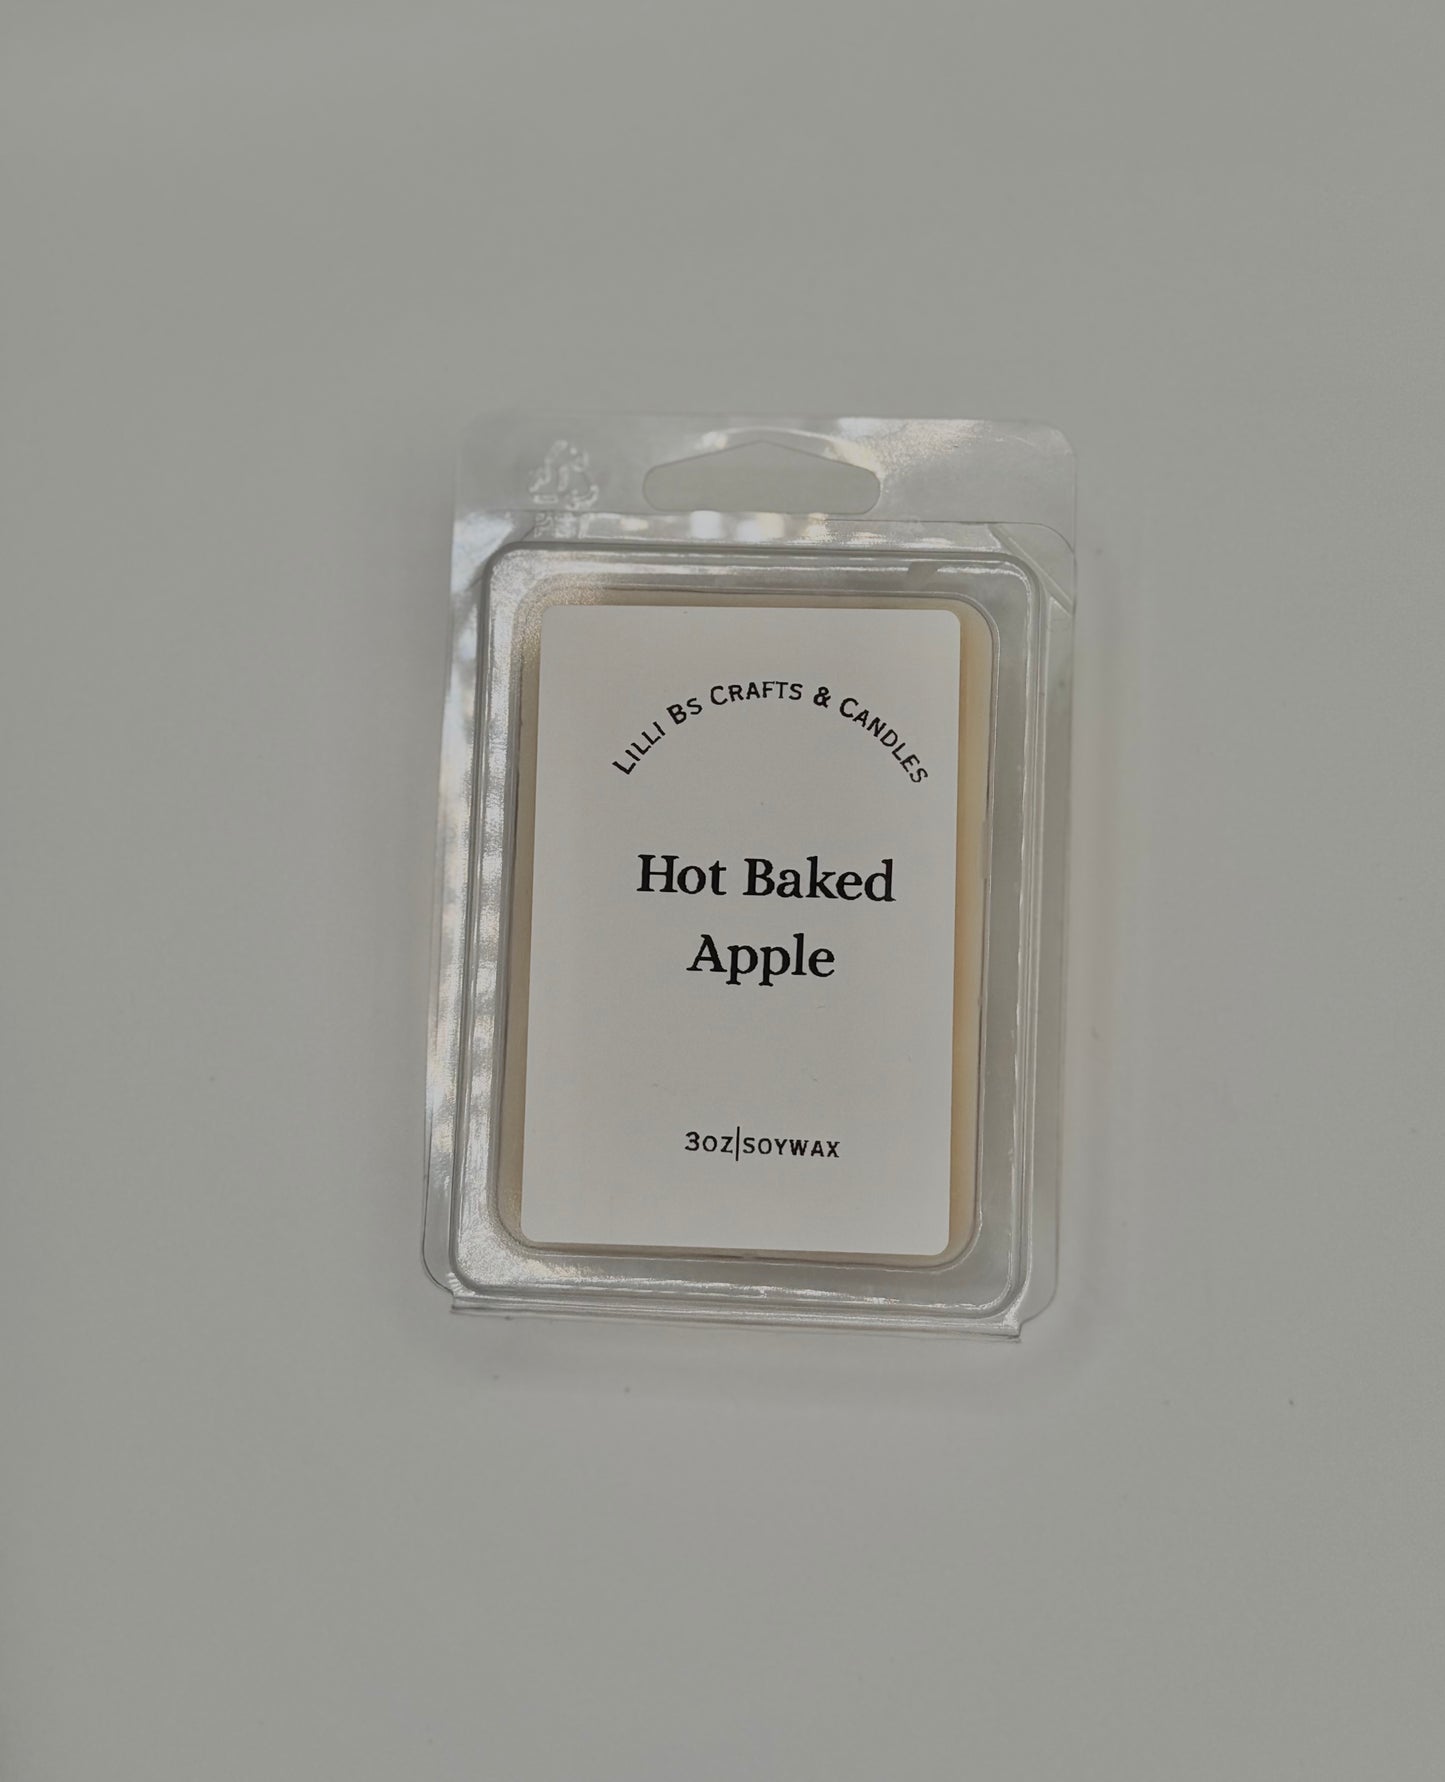 LILLI BS CRAFTS & CANDLES
Hot Baked
Apple
3OZ|SOYWAX